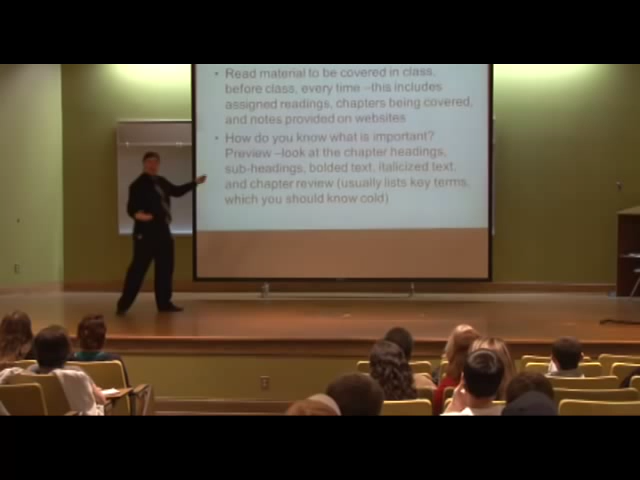 • Read material to be covered in class,
before class, every time –this includes
assigned readings, chapters being covered,
and notes provided on websites
• How do you know what is important?
Preview –look at the chapter headings,
sub-headings, bolded text, italicized text,
and chapter review (usually lists key terms,
which you should know cold)